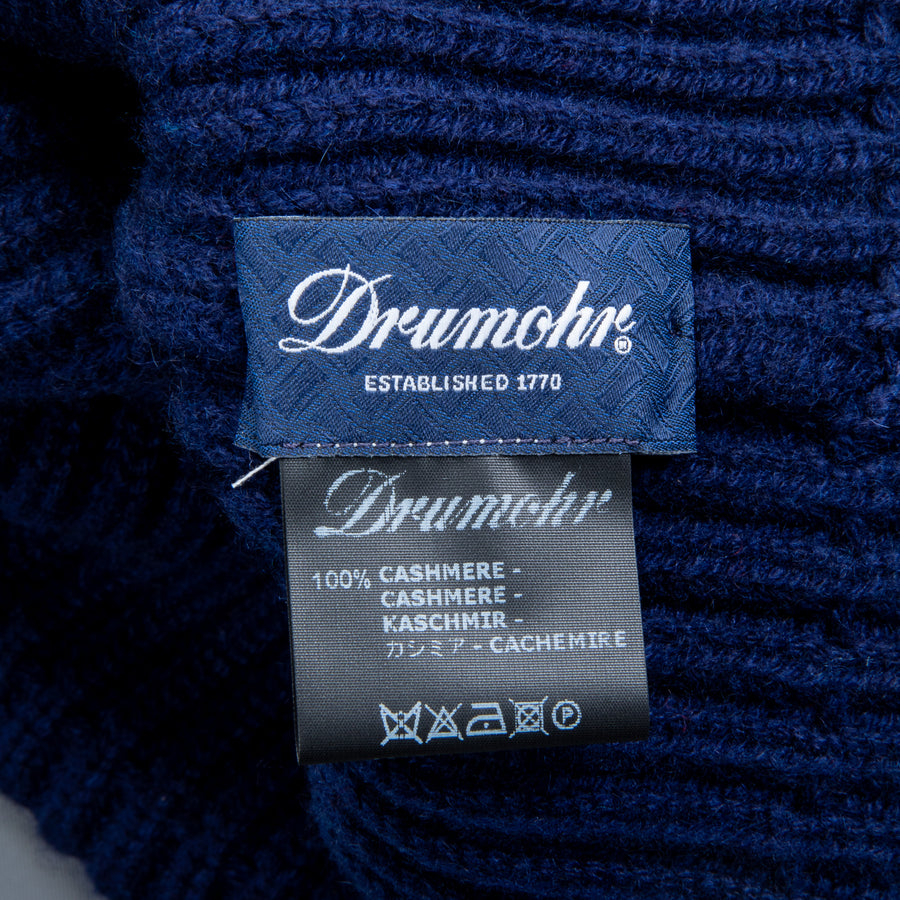 Drumohr®
ESTABLISHED 1770
Drumohr
100% CASHMERE -
CASHMERE -
KASCHMIR -
カシミア - CACHEMIRE
P